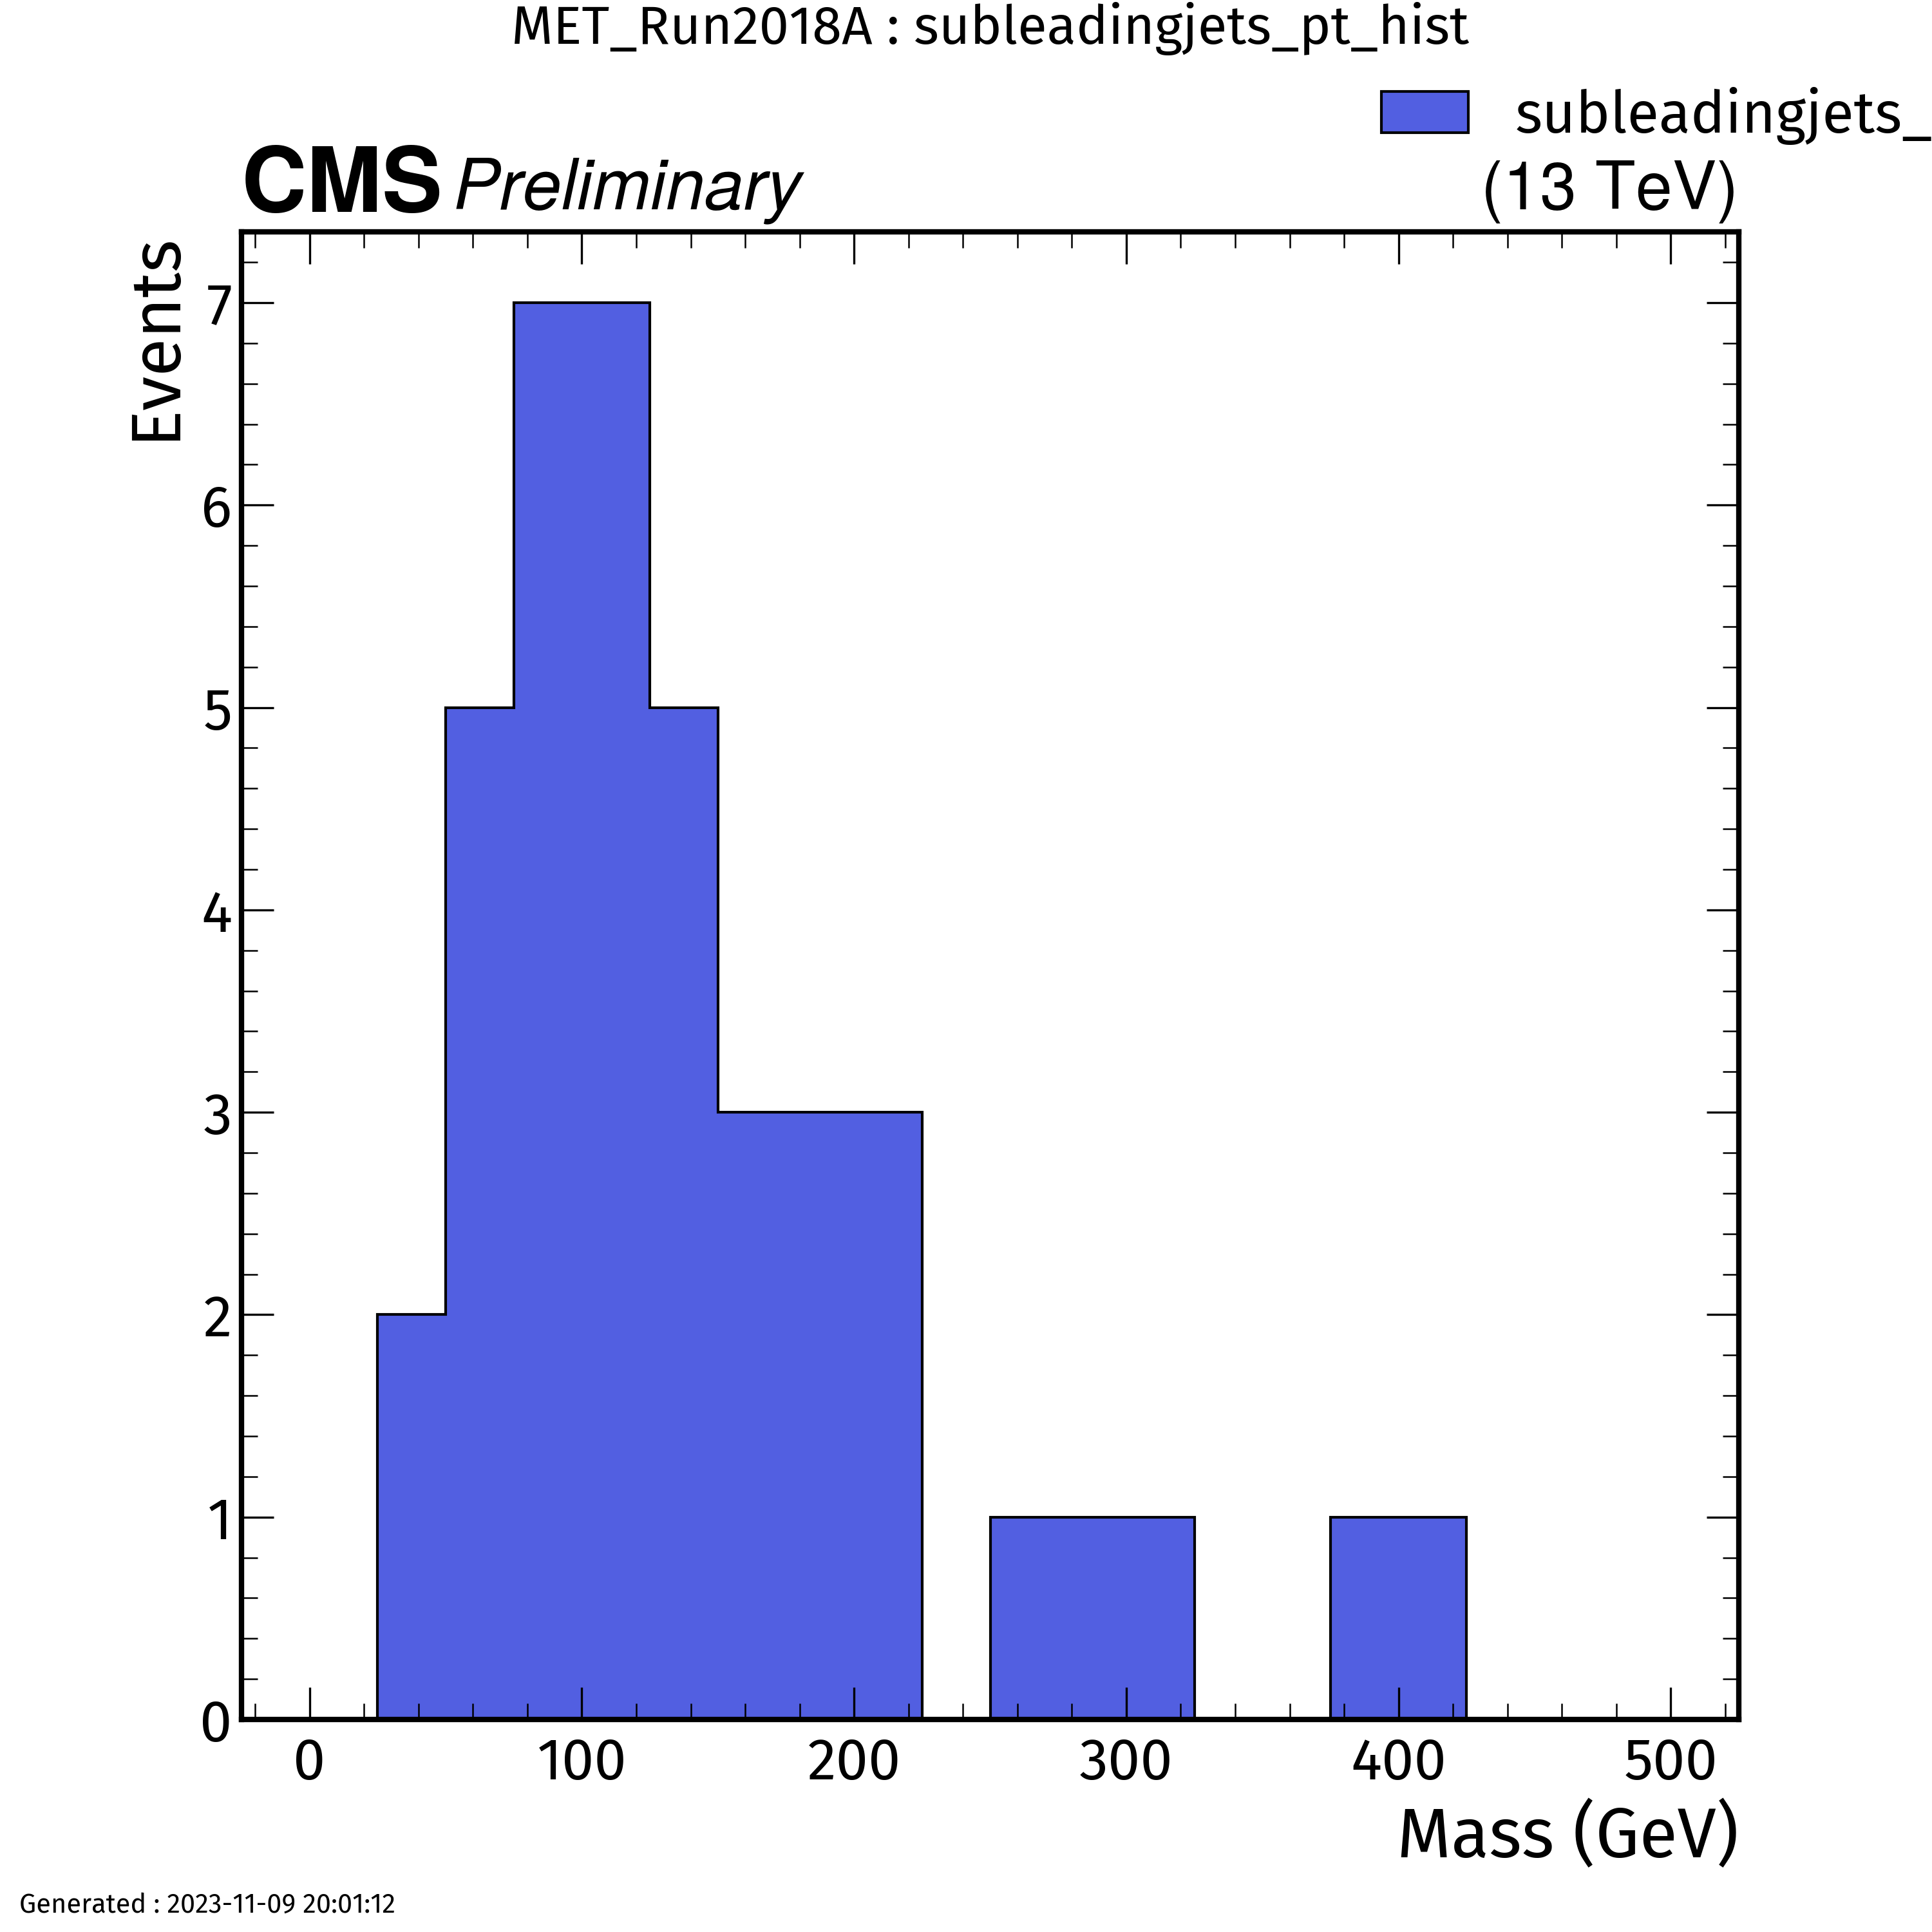 MET_Run2018A : subleadingjets_pt_hist
subleadingjets_
CMS Preliminary
(13 TeV)
Events
7
6
5
4
3
2
1
0
0 100 200 300 400 500
Mass (GeV)
Generated : 2023-11-09 20:01:12